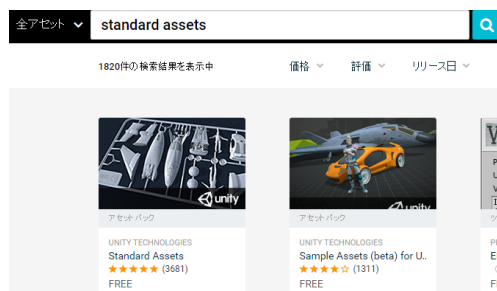 全アセット
standard assets
1820件の検索結果を表示中
価格
評価
リリース日
unity
unity
アセットパック
アセットパック
UNITY TECHNOLOGIES
UNITY TECHNOLOGIES
Standard Assets
Sample Assets (beta) for U..
(3681)
(1311)
FREE
FREE